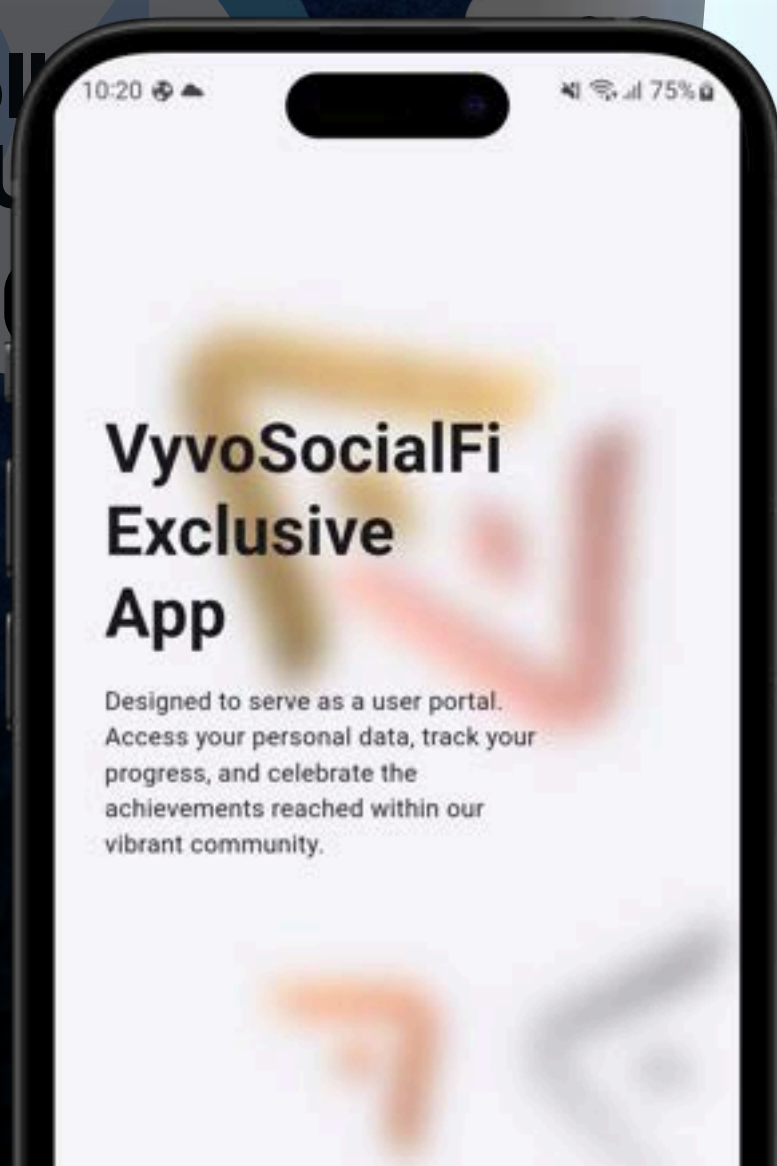 10:20
75%
VyvoSocialFi
Exclusive
App
Designed to serve as a user portal.
Access your personal data, track your
progress, and celebrate the
achievements reached within our
vibrant community.